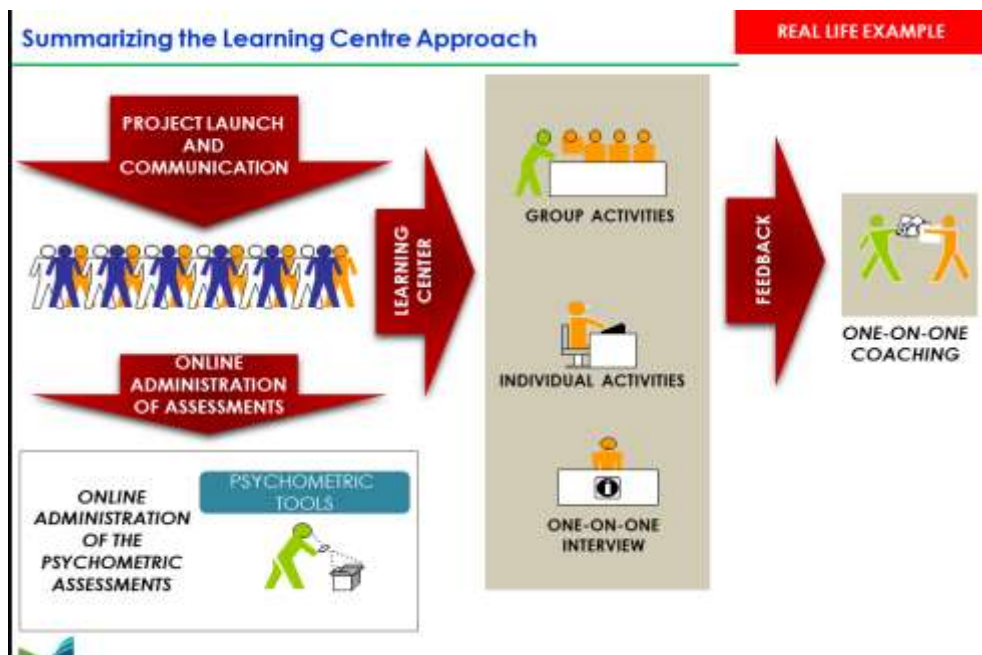 Summarizing the Learning Centre Approach
REAL LIFE EXAMPLE
PROJECT LAUNCH
AND
COMMUNICATION
ONLINE
ADMINISTRATION
OF ASSESSMENTS
ONLINE
ADMINISTRATION
OF THE
PSYCHOMETRIC
ASSESSMENTS
PSYCHOMETRIC
TOOLS
LEARNING
CENTER
GROUP ACTIVITIES
INDIVIDUAL ACTIVITIES
ONE-ON-ONE
INTERVIEW
FEEDBACK
ONE-ON-ONE
COACHING